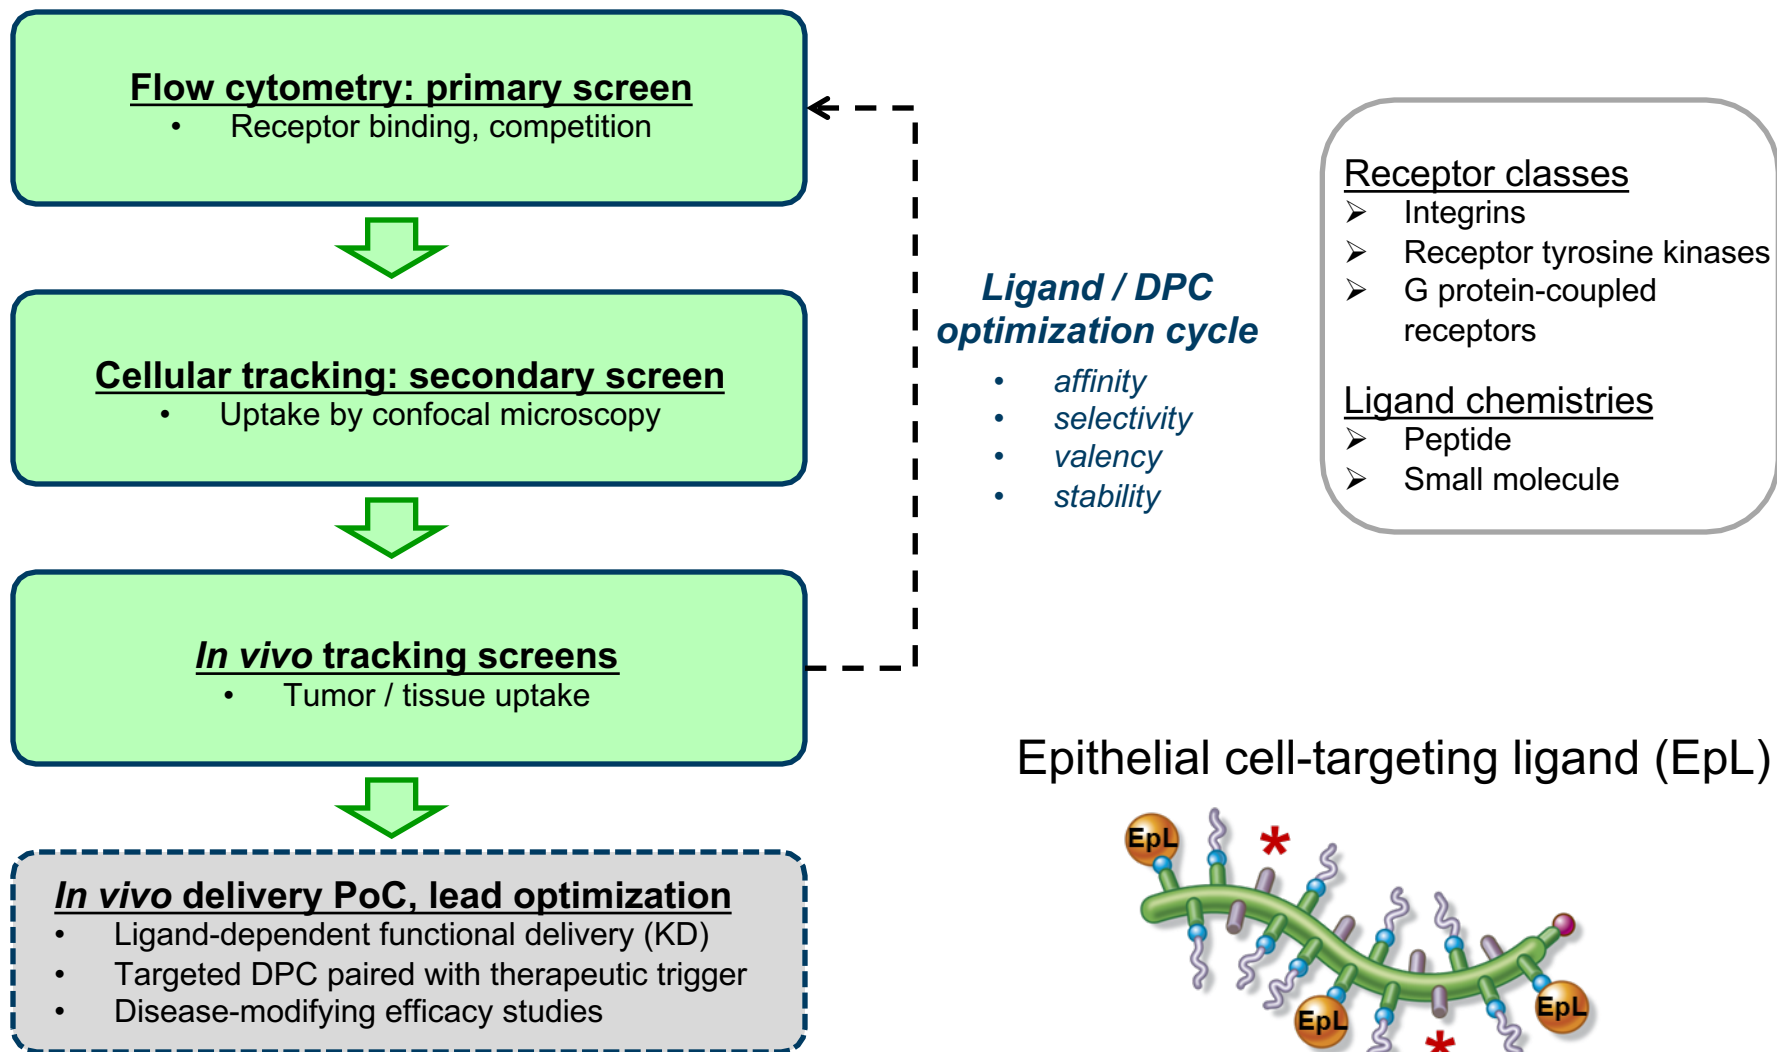 Flow cytometry: primary screen
• Receptor binding, competition
Cellular tracking: secondary screen
• Uptake by confocal microscopy
In vivo tracking screens
• Tumor / tissue uptake
In vivo delivery PoC, lead optimization
• Ligand-dependent functional delivery (KD)
• Targeted DPC paired with therapeutic trigger
• Disease-modifying efficacy studies
Ligand / DPC
optimization cycle
• affinity
• selectivity
• valency
• stability
Receptor classes
➢ Integrins
➢ Receptor tyrosine kinases
➢ G protein-coupled
receptors
Ligand chemistries
➢ Peptide
➢ Small molecule
Epithelial cell-targeting ligand (EpL)
EpL
*
EpL
EpL
*